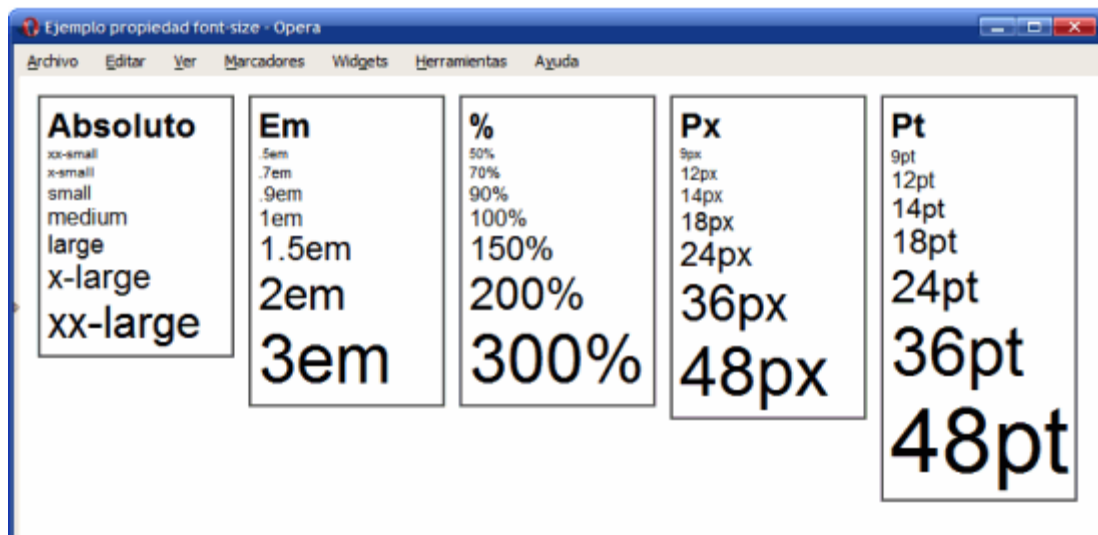 Ejemplo propiedad font-size - Opera
Archivo Editar Ver Marcadores Widgets Herramientas Ayuda
Absoluto
xx-small
x-small
small
medium
large
x-large
xx-large
Em
.5em
.7em
.9em
1em
1.5em
2em
3em
%
50%
70%
90%
100%
150%
200%
300%
Px
9px
12px
14px
18px
24px
36px
48px
Pt
9pt
12pt
14pt
18pt
24pt
36pt
48pt